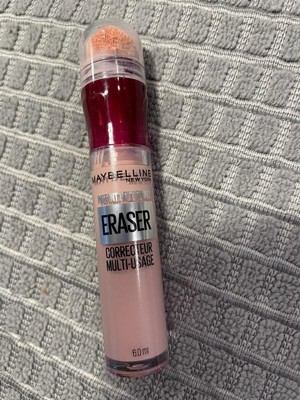 MAYBELLINE
NEW YORK
ERASER
CORRECTEUR
MULTI-USAGE
6.0 ml